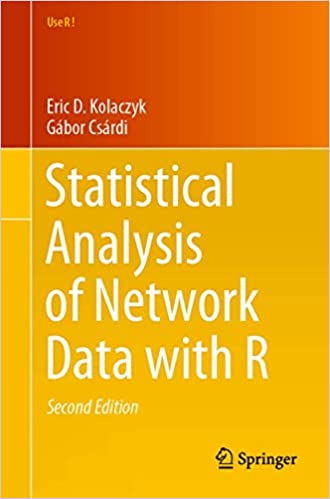 Use R!
Eric D. Kolaczyk
Gábor Csárdi
Statistical
Analysis
of Network
Data with R
Second Edition
Springer